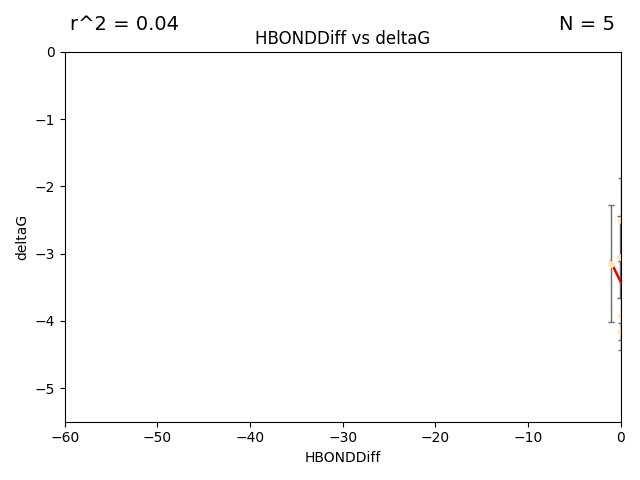 r^2 = 0.04
N = 5
HBONDDiff vs deltaG
0
−1
−2
−3
−4
−5
deltaG
−60 −50 −40 −30 −20 −10 0
HBONDDiff